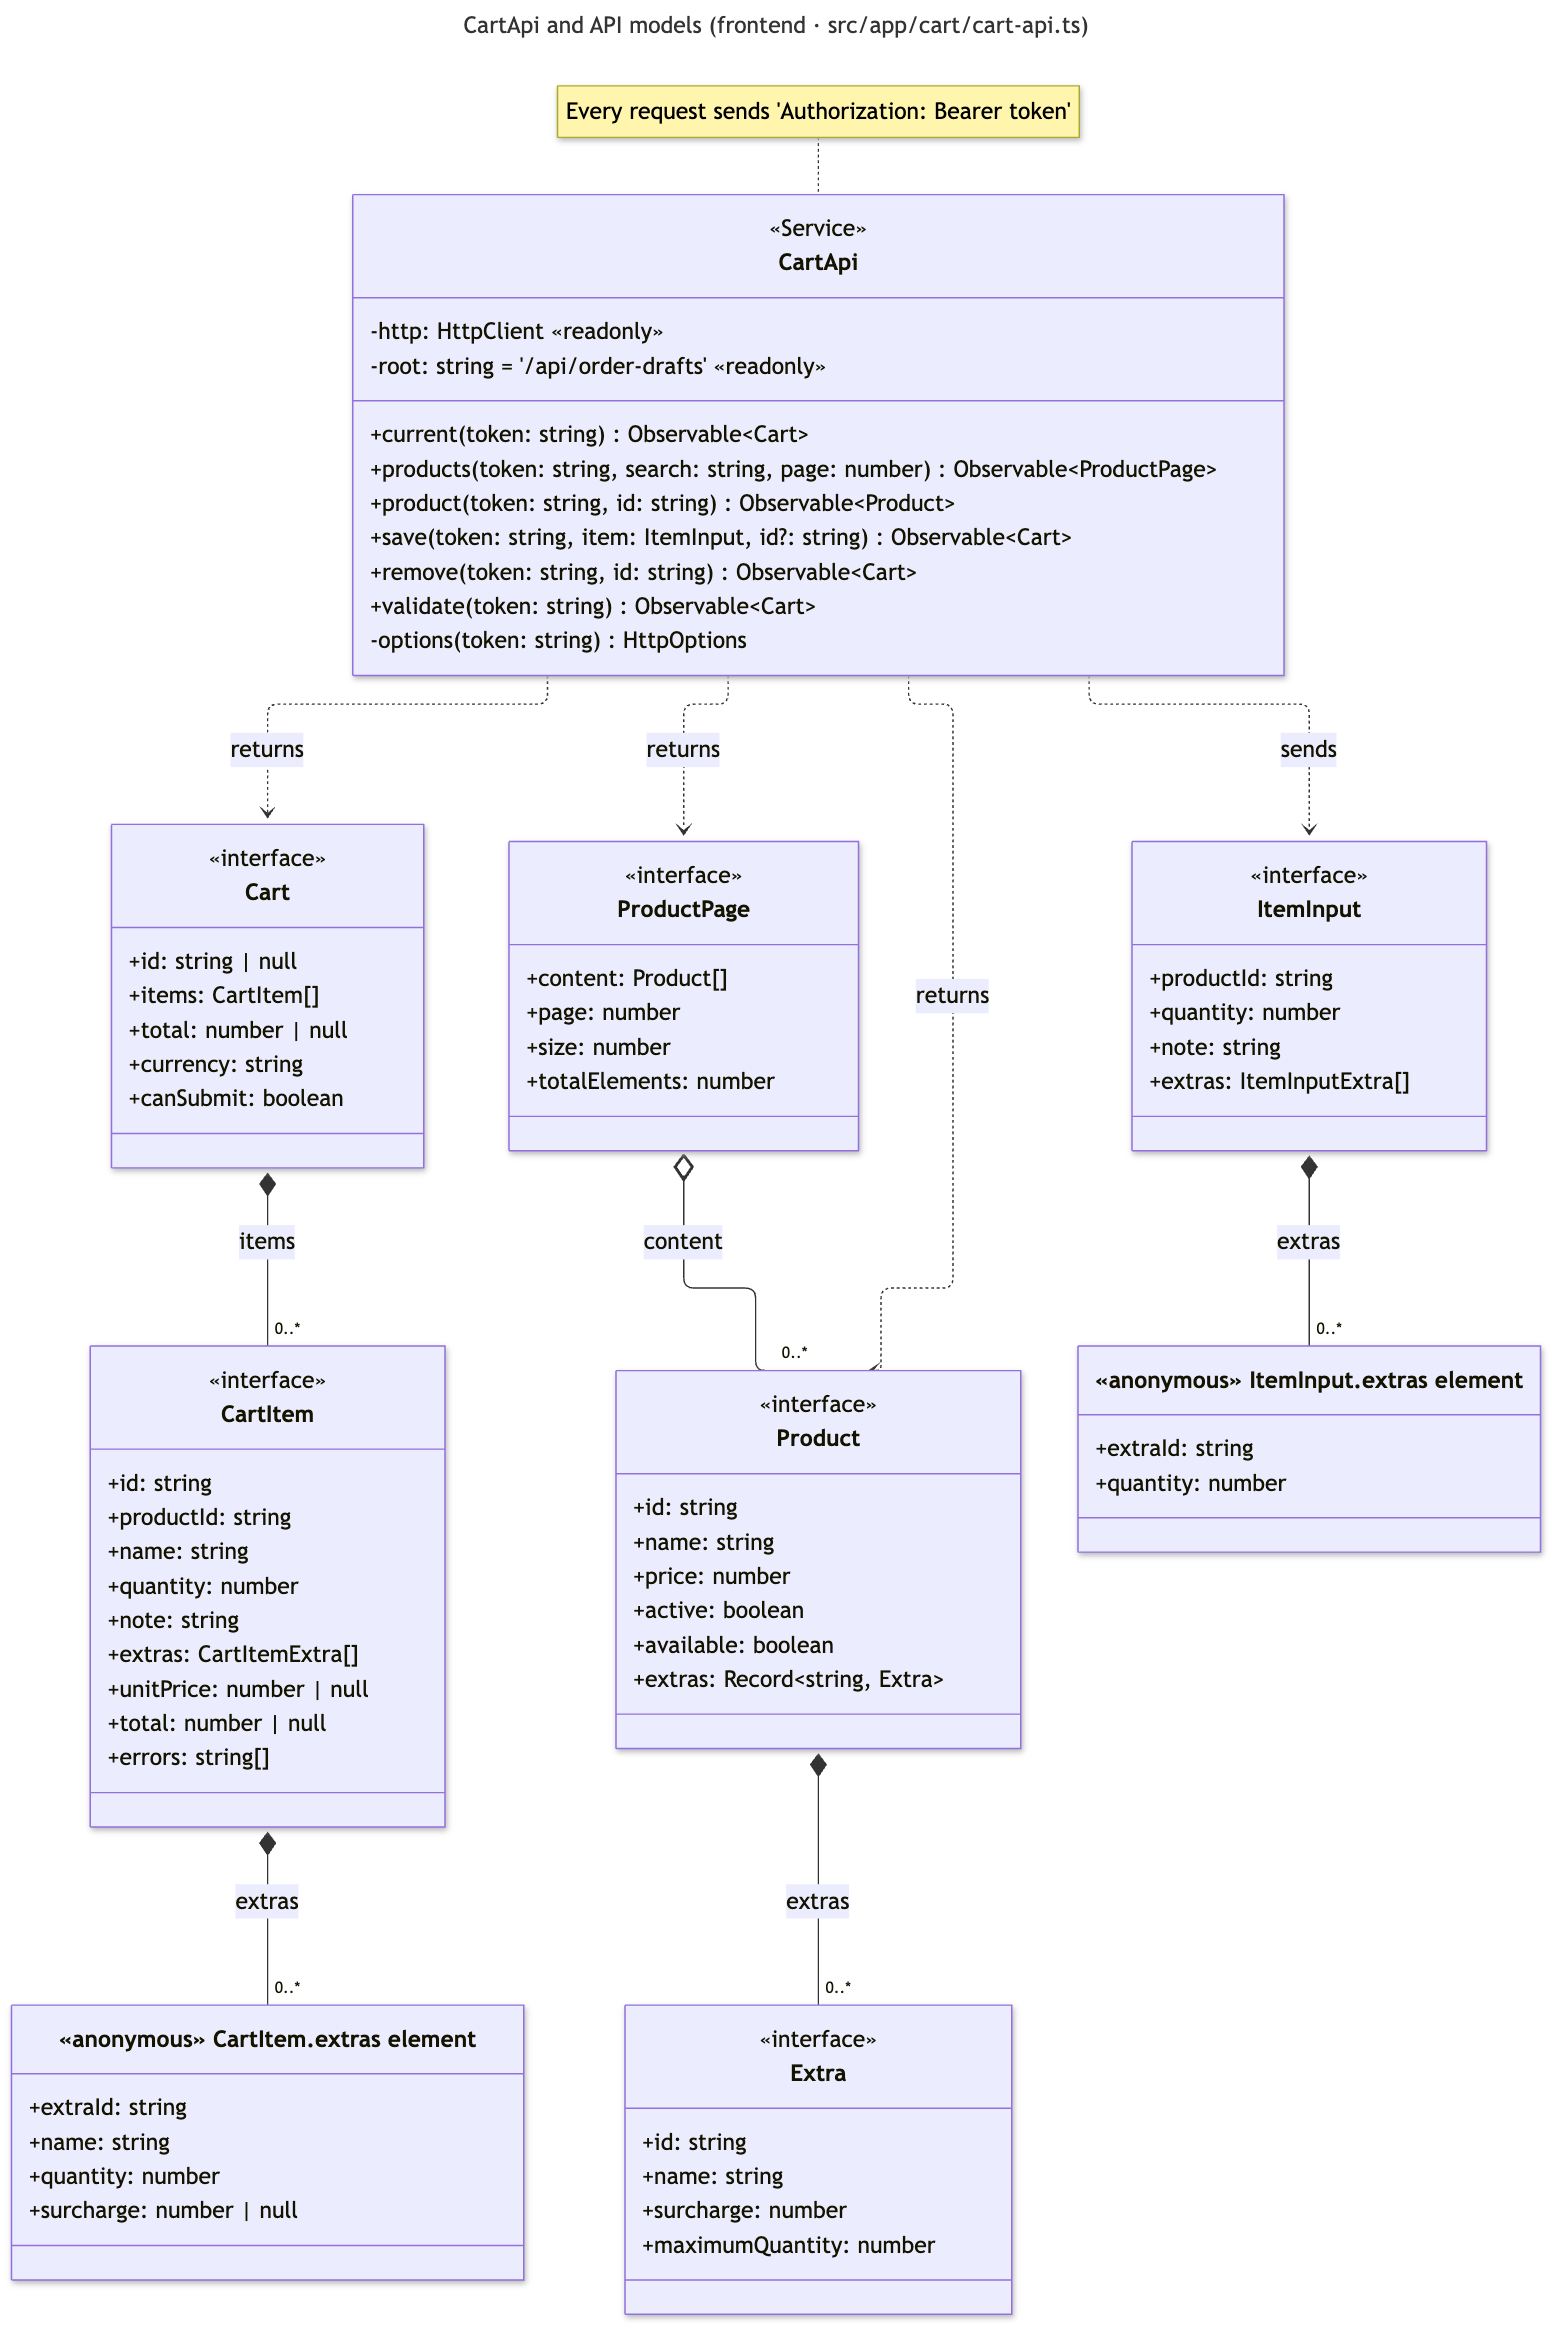 CartApi and API models (frontend · src/app/cart/cart-api.ts)
Every request sends 'Authorization: Bearer token'
«Service»
CartApi
-http: HttpClient «readonly»
-root: string = '/api/order-drafts' «readonly»
+current(token: string) : Observable<Cart>
+products(token: string, search: string, page: number) : Observable<ProductPage>
+product(token: string, id: string) : Observable<Product>
+save(token: string, item: ItemInput, id?: string) : Observable<Cart>
+remove(token: string, id: string) : Observable<Cart>
+validate(token: string) : Observable<Cart>
-options(token: string) : HttpOptions
returns
returns
returns
sends
«interface»
Cart
+id: string | null
+items: CartItem[]
+total: number | null
+currency: string
+canSubmit: boolean
«interface»
ProductPage
+content: Product[]
+page: number
+size: number
+totalElements: number
«interface»
ItemInput
+productId: string
+quantity: number
+note: string
+extras: ItemInputExtra[]
items
0..*
content
0..*
extras
0..*
«interface»
CartItem
+id: string
+productId: string
+name: string
+quantity: number
+note: string
+extras: CartItemExtra[]
+unitPrice: number | null
+total: number | null
+errors: string[]
«interface»
Product
+id: string
+name: string
+price: number
+active: boolean
+available: boolean
+extras: Record<string, Extra>
«anonymous» ItemInput.extras element
+extraId: string
+quantity: number
extras
0..*
extras
0..*
«anonymous» CartItem.extras element
+extraId: string
+name: string
+quantity: number
+surcharge: number | null
«interface»
Extra
+id: string
+name: string
+surcharge: number
+maximumQuantity: number